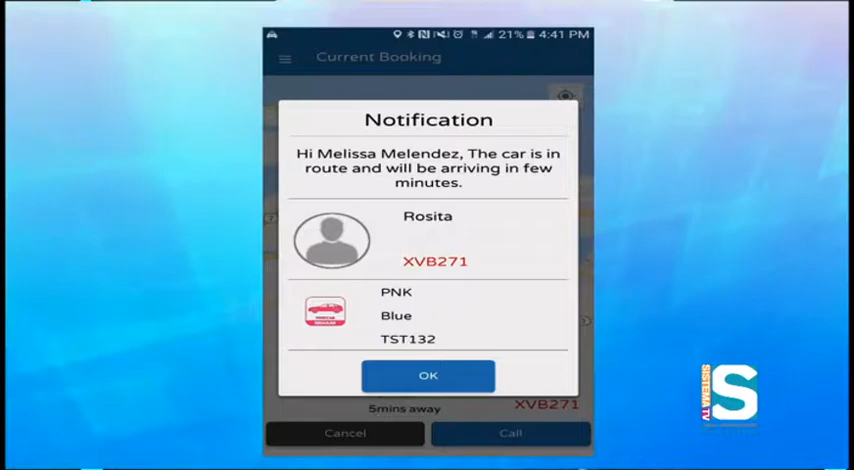 21% 4:41 PM
Current Booking
Notification
Hi Melissa Melendez, The car is in
route and will be arriving in few
minutes.
Rosita
XVB271
PNK
Blue
TST132
OK
5mins away
XVB271
Cancel
Call
SISTEMA
TV
S